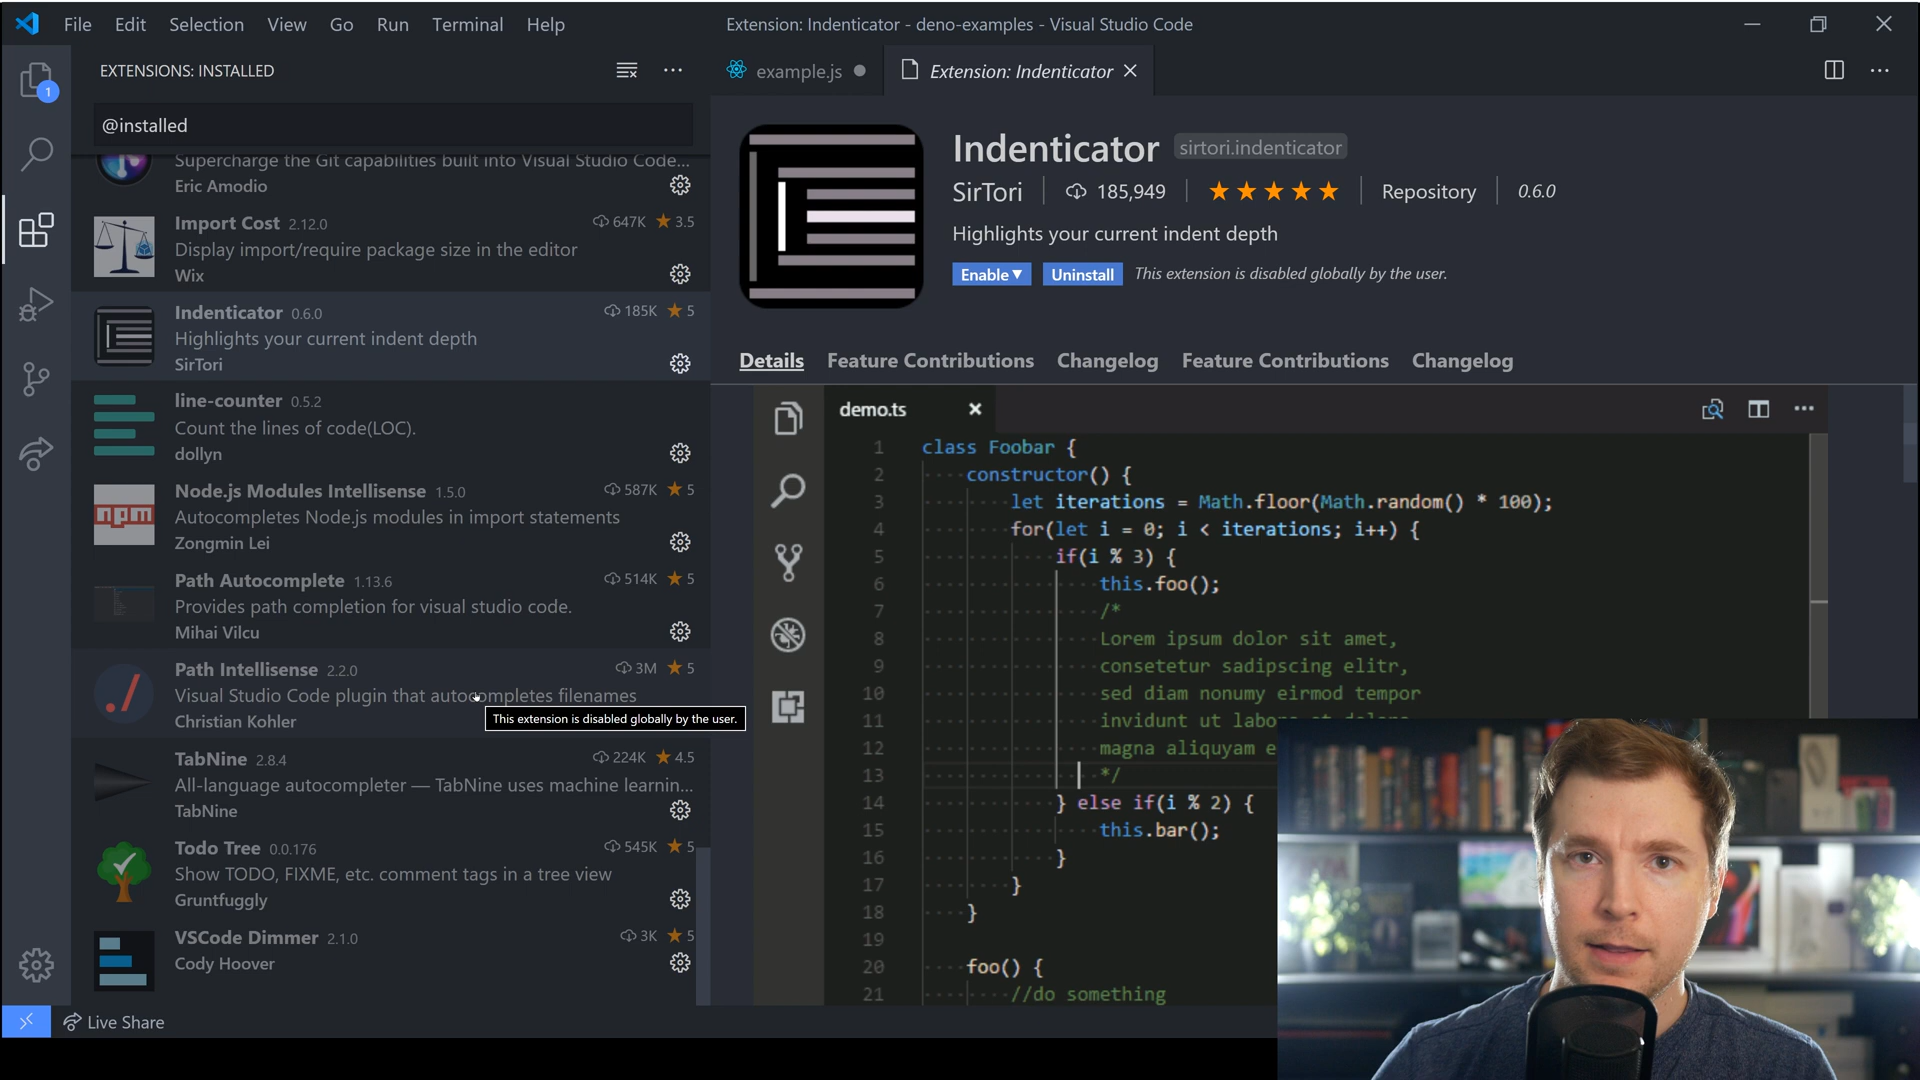 File Edit Selection View Go Run Terminal Help
Extension: Indenticator - deno-examples - Visual Studio Code
EXTENSIONS: INSTALLED
1
@installed
Supercharge the Git capabilities built into Visual Studio Code...
Eric Amodio
Import Cost 2.12.0 647K 3.5
Display import/require package size in the editor
Wix
Indenticator 0.6.0 185K 5
Highlights your current indent depth
SirTori
line-counter 0.5.2
Count the lines of code(LOC).
dollyn
npm
Node.js Modules Intellisense 1.5.0 587K 5
Autocompletes Node.js modules in import statements
Zongmin Lei
Path Autocomplete 1.13.6 514K 5
Provides path completion for visual studio code.
Mihai Vilcu
./
Path Intellisense 2.2.0 3M 5
Visual Studio Code plugin that autocompletes filenames
Christian Kohler
This extension is disabled globally by the user.
TabNine 2.8.4 224K 4.5
All-language autocompleter — TabNine uses machine learnin...
TabNine
Todo Tree 0.0.176 545K 5
Show TODO, FIXME, etc. comment tags in a tree view
Gruntfuggly
VSCode Dimmer 2.1.0 3K 5
Cody Hoover
Live Share
example.js
Extension: Indenticator
Indenticator sirtori.indenticator
SirTori 185,949 Repository 0.6.0
Highlights your current indent depth
Enable Uninstall This extension is disabled globally by the user.
Details Feature Contributions Changelog Feature Contributions Changelog
demo.ts
1 class Foobar {
2 ····constructor() {
3 ········let iterations = Math.floor(Math.random() * 100);
4 ········for(let i = 0; i < iterations; i++) {
5 ············if(i % 3) {
6 ················this.foo();
7 ················/*
8 ················Lorem ipsum dolor sit amet,
9 ················consetetur sadipscing elitr,
10 ················sed diam nonumy eirmod tempor
11 ················invidunt ut labore et dolore
12 ················magna aliquyam e
13 ················*/
14 ············} else if(i % 2) {
15 ················this.bar();
16 ············}
17 ········}
18 ····}
19
20 ····foo() {
21 ········//do something